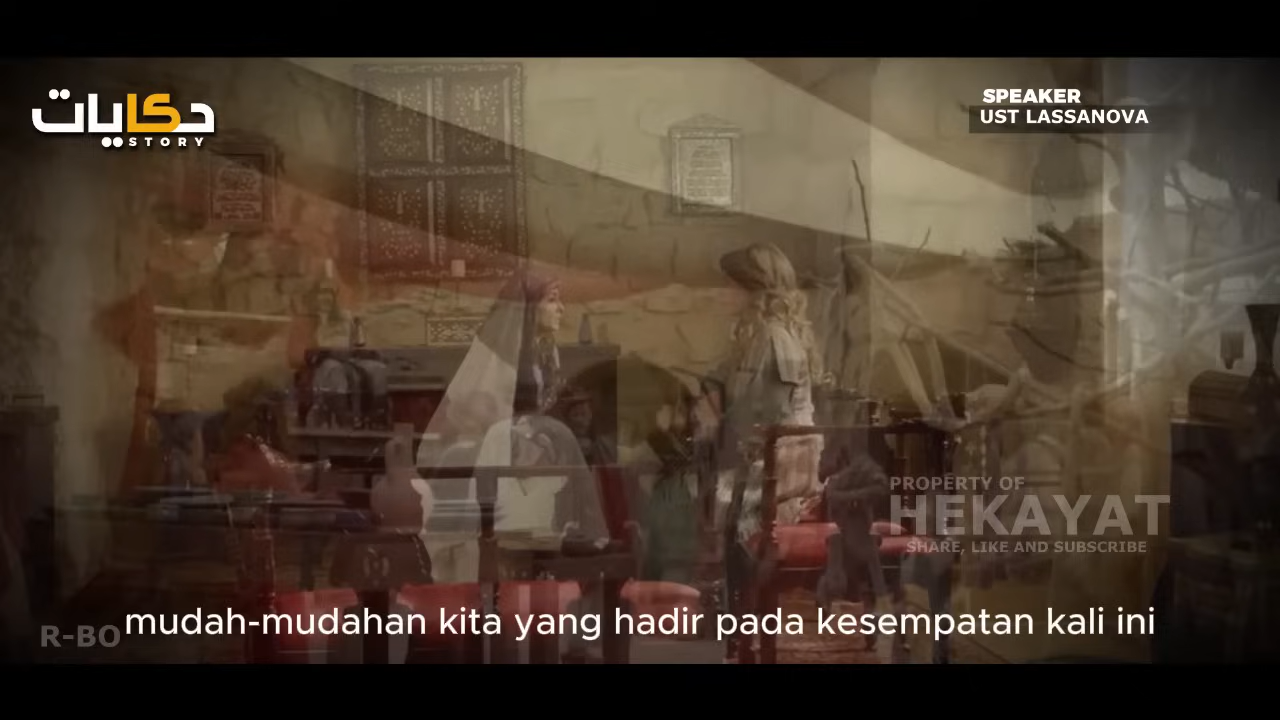 حكايات
STORY
SPEAKER
UST LASSANOVA
PROPERTY OF
HEKAYAT
SHARE, LIKE AND SUBSCRIBE
R-BO
mudah-mudahan kita yang hadir pada kesempatan kali ini